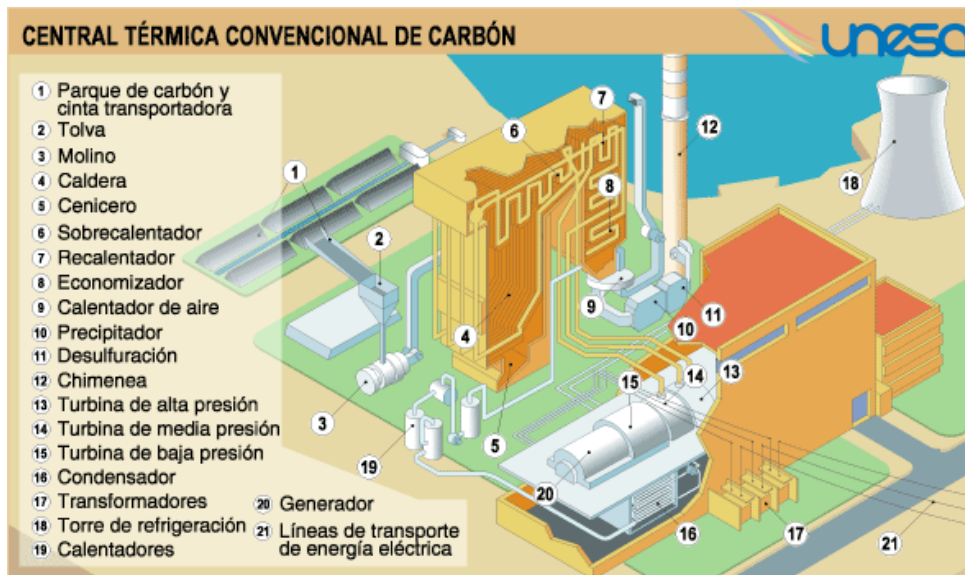 CENTRAL TÉRMICA CONVENCIONAL DE CARBÓN
unesa
1 Parque de carbón y
cinta transportadora
2 Tolva
3 Molino
4 Caldera
5 Cenicero
6 Sobrecalentador
7 Recalentador
8 Economizador
9 Calentador de aire
10 Precipitador
11 Desulfuración
12 Chimenea
13 Turbina de alta presión
14 Turbina de media presión
15 Turbina de baja presión
16 Condensador
17 Transformadores
18 Torre de refrigeración
19 Calentadores
20 Generador
21 Líneas de transporte
de energía eléctrica
7
6
12
1
8
18
2
9
10
11
4
15
14
13
3
19
5
20
16
17
21